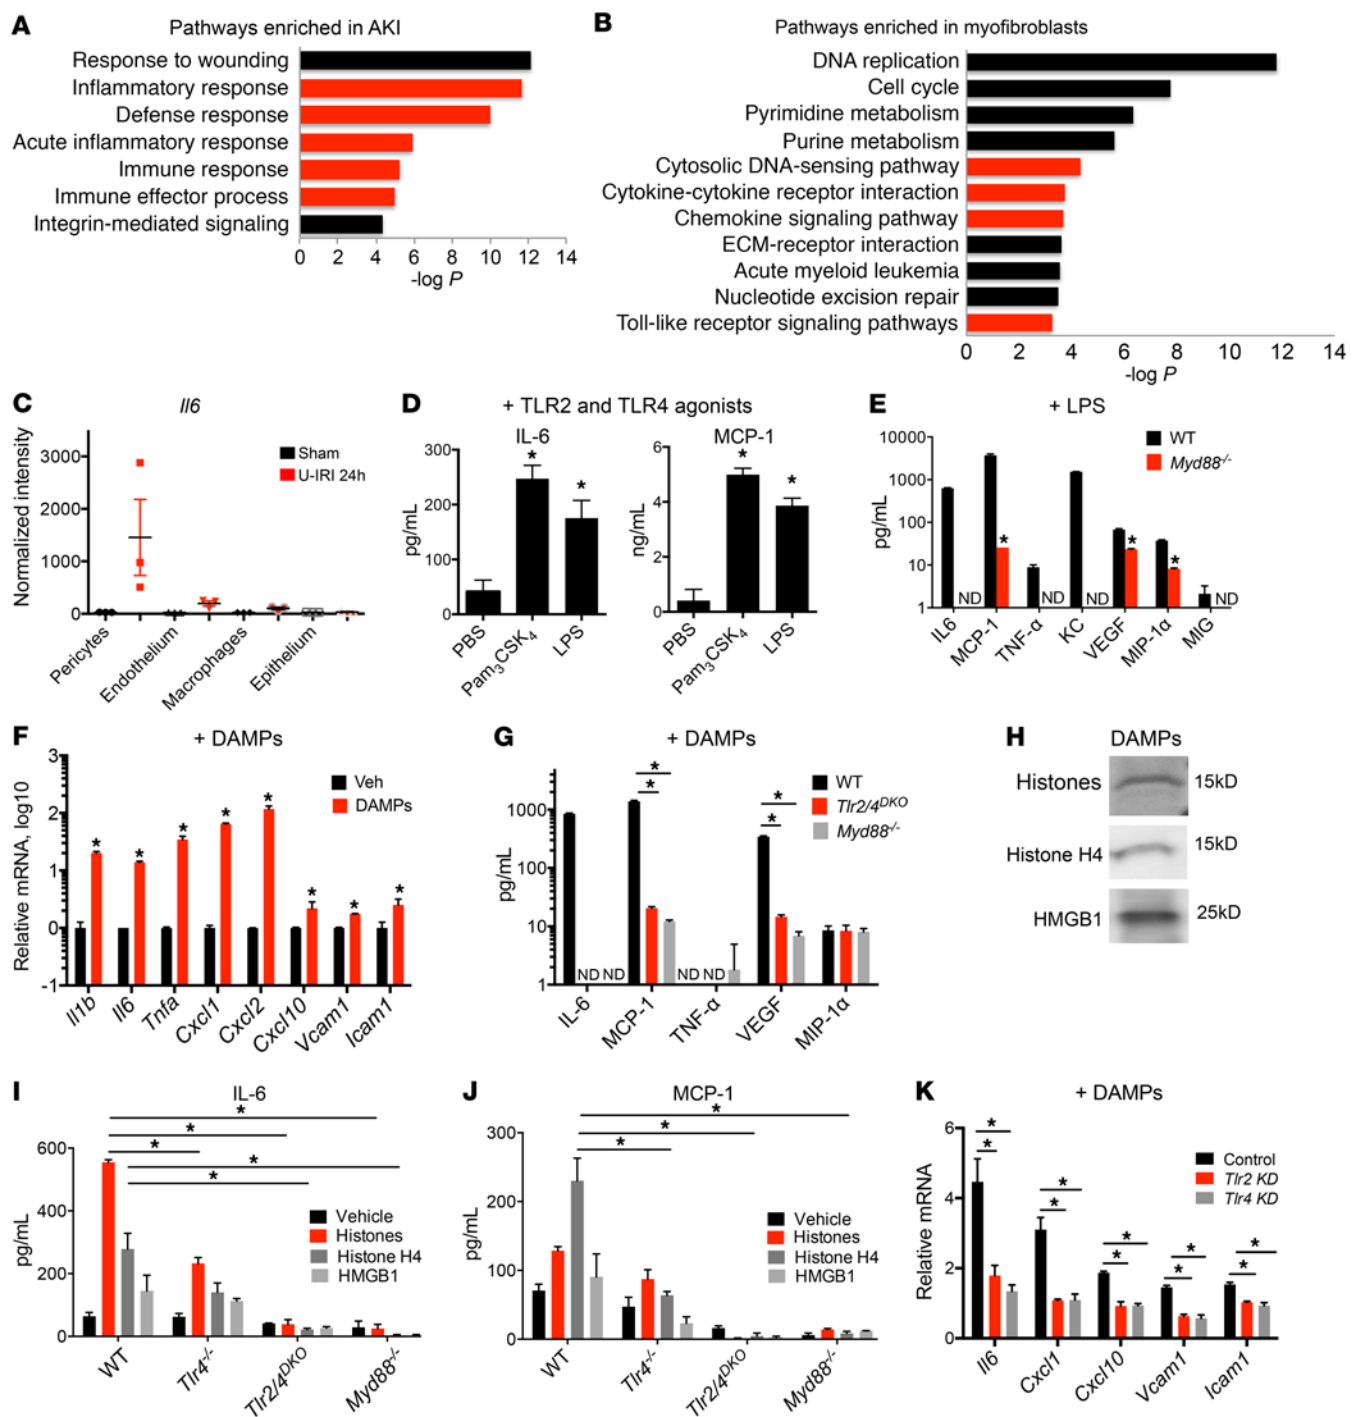 A
Pathways enriched in AKI
Response to wounding
Inflammatory response
Defense response
Acute inflammatory response
Immune response
Immune effector process
Integrin-mediated signaling
0 2 4 6 8 10 12 14
-log P
B
Pathways enriched in myofibroblasts
DNA replication
Cell cycle
Pyrimidine metabolism
Purine metabolism
Cytosolic DNA-sensing pathway
Cytokine-cytokine receptor interaction
Chemokine signaling pathway
ECM-receptor interaction
Acute myeloid leukemia
Nucleotide excision repair
Toll-like receptor signaling pathways
0 2 4 6 8 10 12 14
-log P
C
Il6
Normalized intensity
3000
2000
1000
0
Sham
U-IRI 24h
Pericytes
Endothelium
Macrophages
Epithelium
D
+ TLR2 and TLR4 agonists
IL-6
pg/mL
300
200
100
0
* *
PBS
Pam3CSK4
LPS
MCP-1
ng/mL
6
4
2
0
* *
PBS
Pam3CSK4
LPS
E
+ LPS
pg/mL
10000
1000
100
10
1
WT
Myd88-/-
ND * ND ND * * ND
IL6
MCP-1
TNF-α
KC
VEGF
MIP-1α
MIG
F
+ DAMPs
Relative mRNA, log10
3
2
1
0
-1
Veh
DAMPs
* * * * * * * *
Il1b
Il6
Tnfa
Cxcl1
Cxcl2
Cxcl10
Vcam1
Icam1
G
+ DAMPs
pg/mL
1000
100
10
1
WT
Tlr2/4DKO
Myd88-/-
* * * *
ND ND ND ND
IL-6
MCP-1
TNF-α
VEGF
MIP-1α
H
DAMPs
Histones 15kD
Histone H4 15kD
HMGB1 25kD
I
IL-6
pg/mL
600
400
200
0
* * * * *
Vehicle
Histones
Histone H4
HMGB1
WT
Tlr4-/-
Tlr2/4DKO
Myd88-/-
J
MCP-1
pg/mL
300
200
100
0
* * *
Vehicle
Histones
Histone H4
HMGB1
WT
Tlr4-/-
Tlr2/4DKO
Myd88-/-
K
+ DAMPs
Relative mRNA
6
4
2
0
Control
Tlr2 KD
Tlr4 KD
* * * * * * * * * *
Il6
Cxcl1
Cxcl10
Vcam1
Icam1